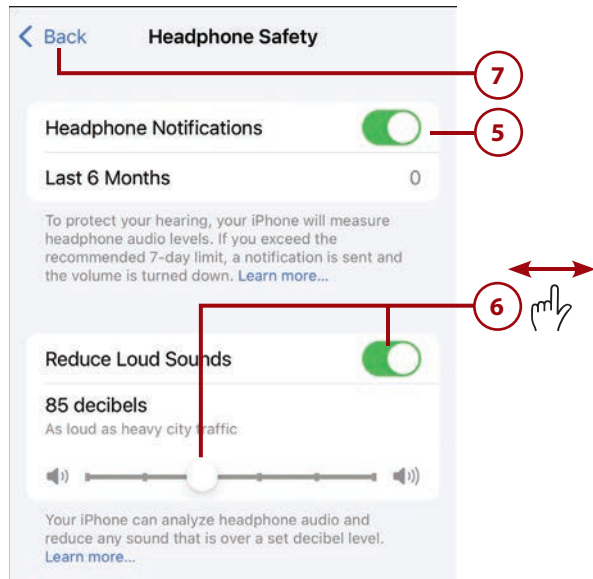 Back Headphone Safety
7
Headphone Notifications
5
Last 6 Months 0
To protect your hearing, your iPhone will measure
headphone audio levels. If you exceed the
recommended 7-day limit, a notification is sent and
the volume is turned down. Learn more...
6
Reduce Loud Sounds
85 decibels
As loud as heavy city traffic
Your iPhone can analyze headphone audio and
reduce any sound that is over a set decibel level.
Learn more...